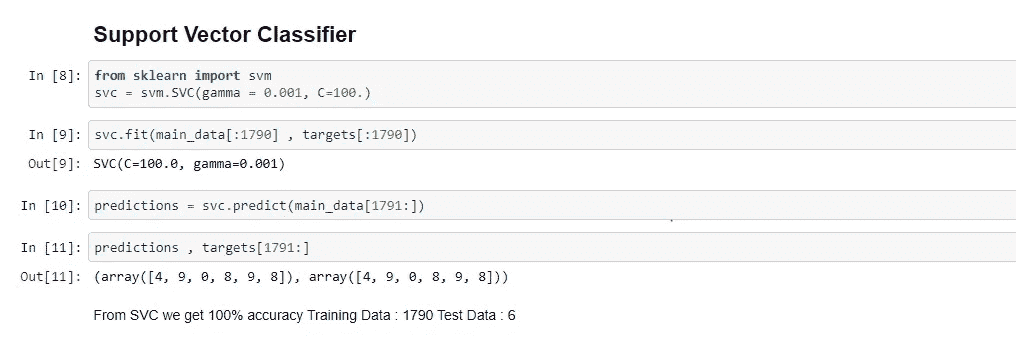 Support Vector Classifier
In [8]: from sklearn import svm
svc = svm.SVC(gamma = 0.001, C=100.)
In [9]: svc.fit(main_data[:1790] , targets[:1790])
Out[9]: SVC(C=100.0, gamma=0.001)
In [10]: predictions = svc.predict(main_data[1791:])
In [11]: predictions , targets[1791:]
Out[11]: (array([4, 9, 0, 8, 9, 8]), array([4, 9, 0, 8, 9, 8]))
From SVC we get 100% accuracy Training Data : 1790 Test Data : 6